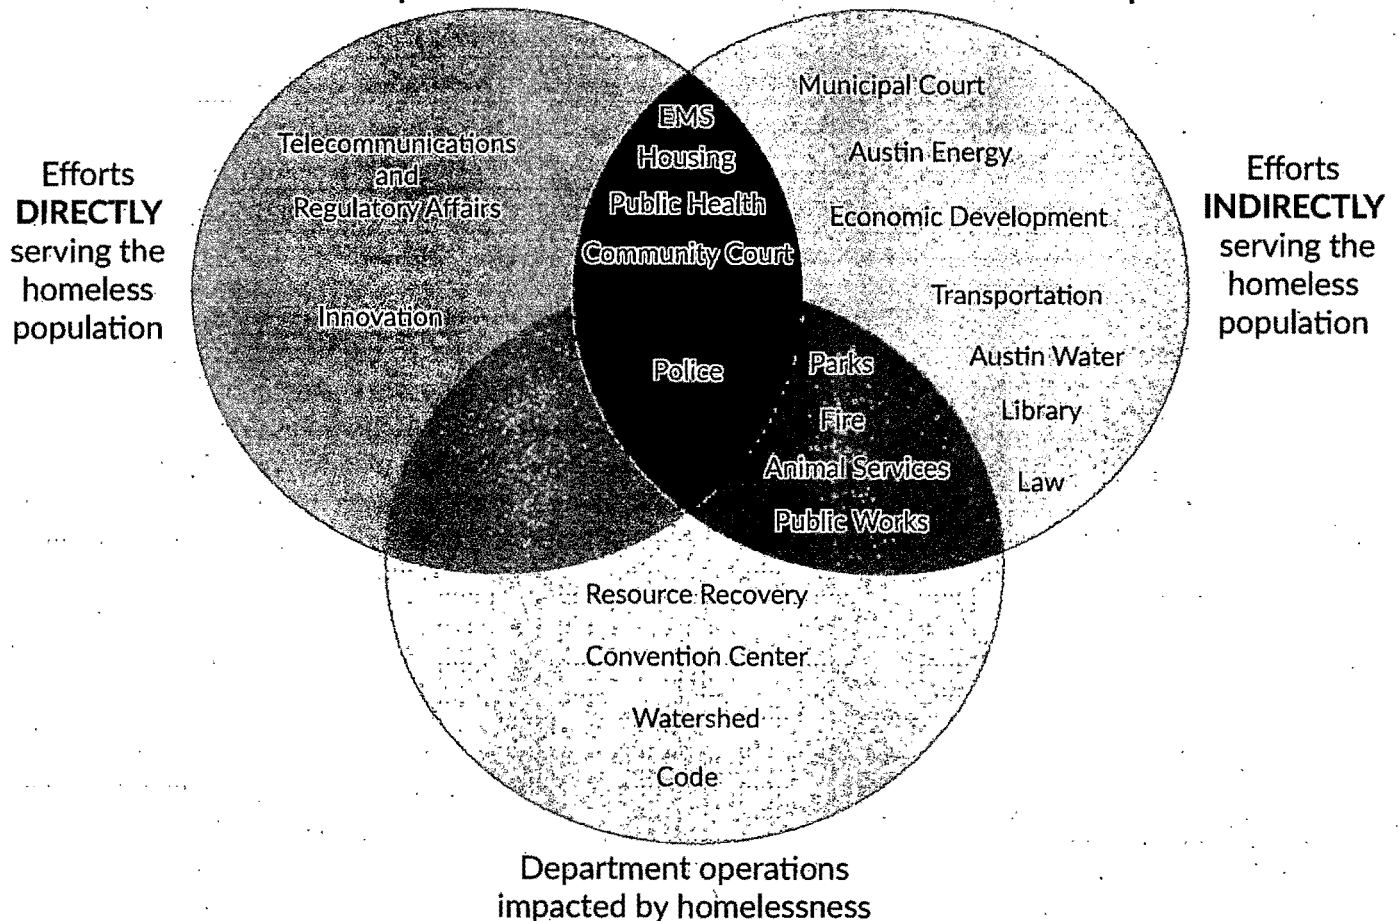 Efforts
DIRECTLY
serving the
homeless
population
Telecommunications
and
Regulatory Affairs
Innovation
EMS
Housing
Public Health
Community Court
Police
Municipal Court
Austin Energy
Economic Development
Transportation
Austin Water
Library
Law
Parks
Fire
Animal Services
Public Works
Efforts
INDIRECTLY
serving the
homeless
population
Resource Recovery
Convention Center
Watershed
Code
Department operations
impacted by homelessness